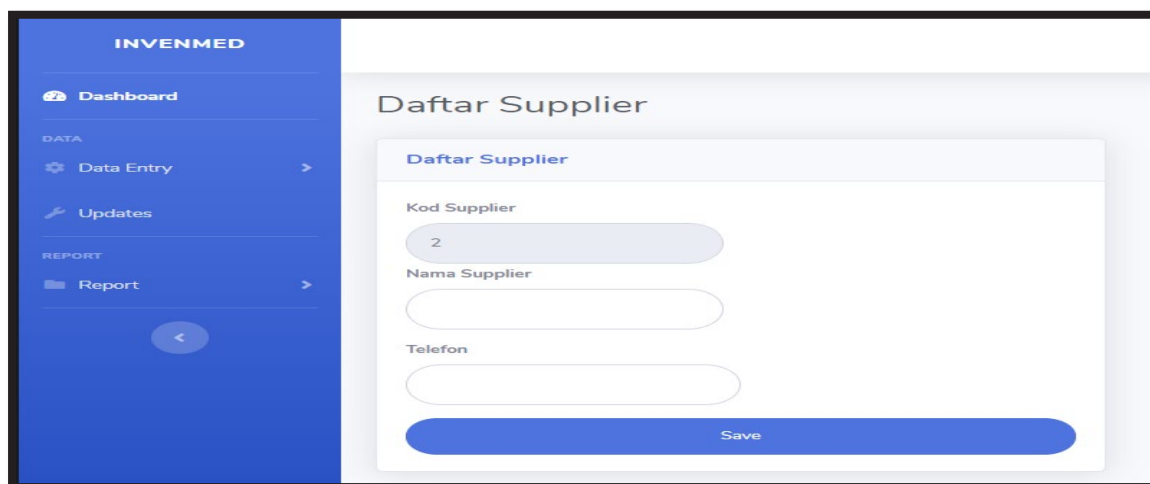 INVENMED
Dashboard
DATA
Data Entry
Updates
REPORT
Report
Daftar Supplier
Daftar Supplier
Kod Supplier
2
Nama Supplier
Telefon
Save